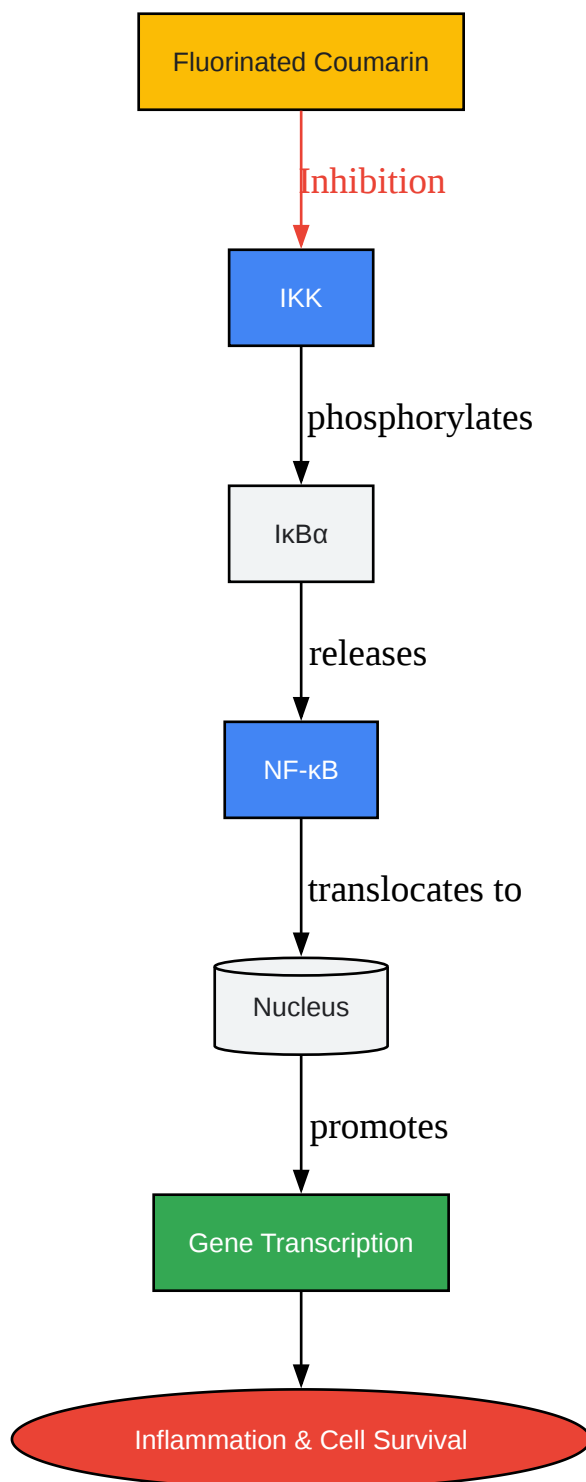 Fluorinated Coumarin
Inhibition
IKK
phosphorylates
IκBα
releases
NF-κB
translocates to
Nucleus
promotes
Gene Transcription
Inflammation & Cell Survival